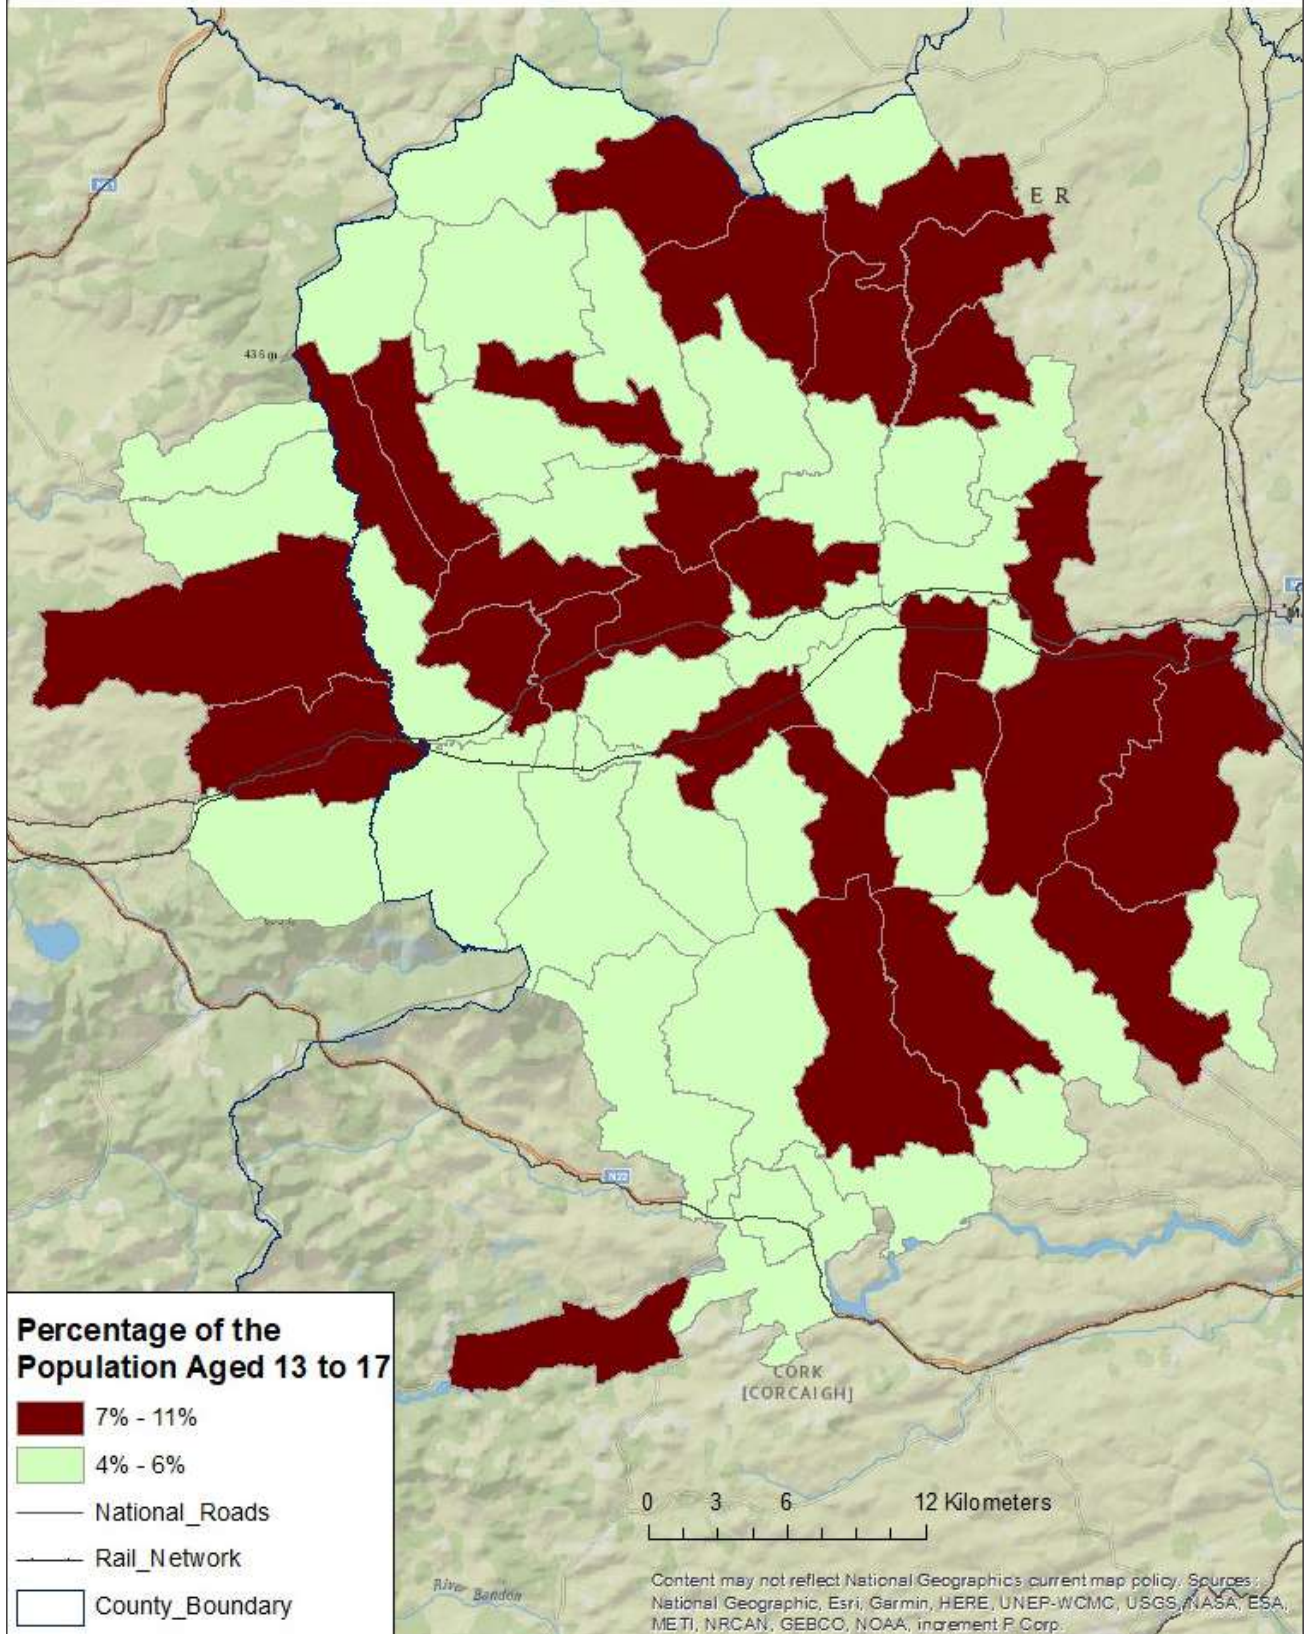 E R
436 m
N22
CORK
[CORCAIGH]
Percentage of the
Population Aged 13 to 17
7% - 11%
4% - 6%
National_Roads
Rail_Network
County_Boundary
0 3 6 12 Kilometers
River Bandon
Content may not reflect National Geographic's current map policy. Sources:
National Geographic, Esri, Garmin, HERE, UNEP-WCMC, USGS, NASA, ESA,
METI, NRCAN, GEBCO, NOAA, increment P Corp.